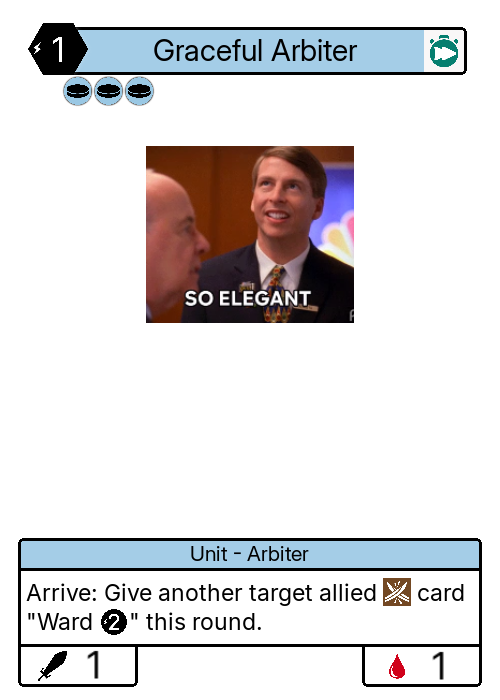 1 Graceful Arbiter
SO ELEGANT
Unit - Arbiter
Arrive: Give another target allied card
"Ward 2" this round.
1 1